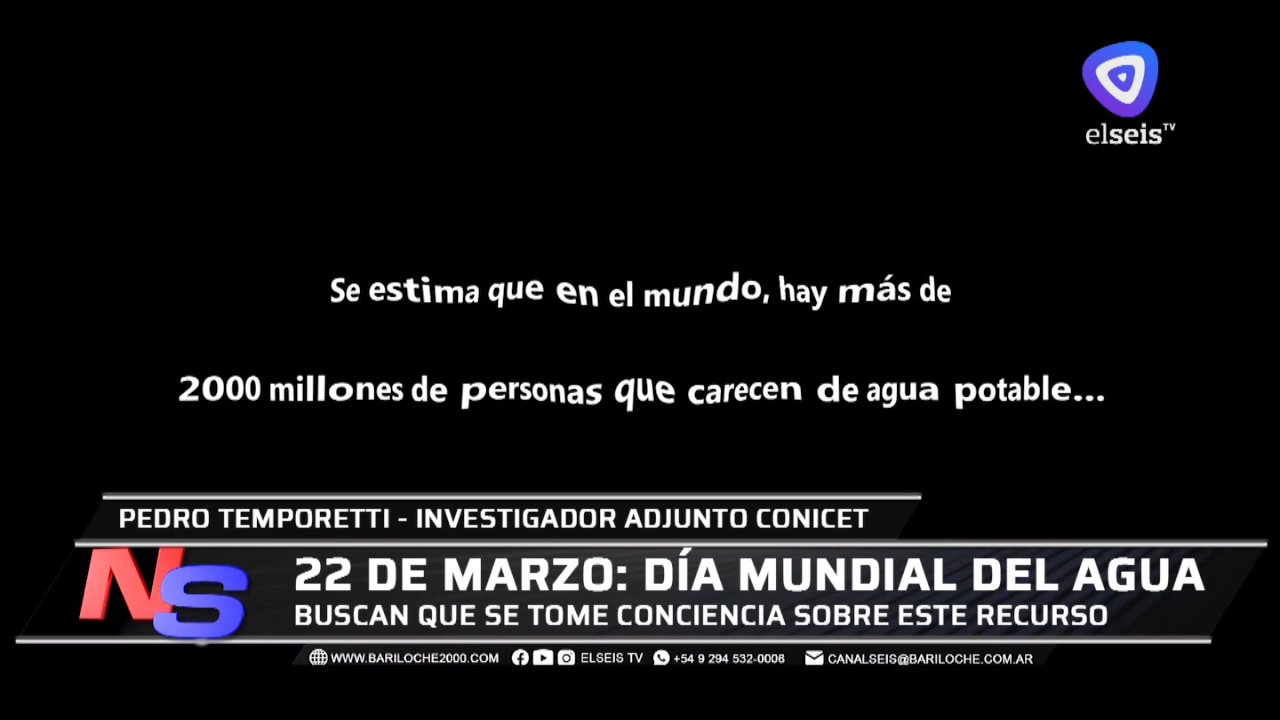 elseis TV
Se estima que en el mundo, hay más de
2000 millones de personas que carecen de agua potable...
PEDRO TEMPORETTI - INVESTIGADOR ADJUNTO CONICET
NS
22 DE MARZO: DÍA MUNDIAL DEL AGUA
BUSCAN QUE SE TOME CONCIENCIA SOBRE ESTE RECURSO
WWW.BARILOCHE2000.COM ELSEIS TV +54 9 294 532-0006 CANALSEIS@BARILOCHE.COM.AR